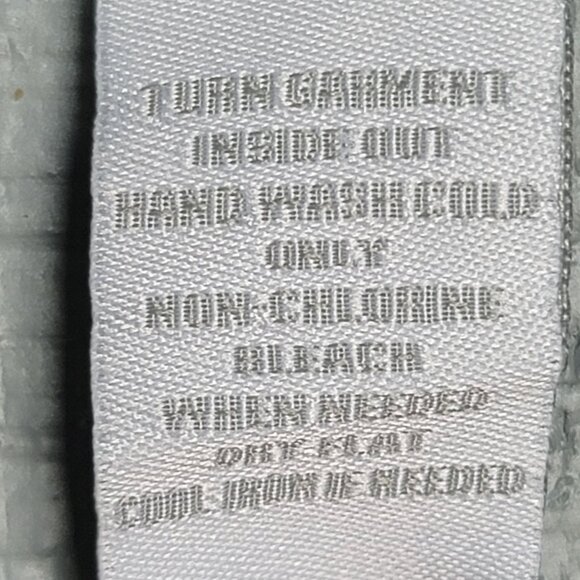 TURN GARMENT
INSIDE OUT
HAND WASH COLD
ONLY
NON-CHLORINE
BLEACH
WHEN NEEDED
DRY FLAT
COOL IRON IF NEEDED